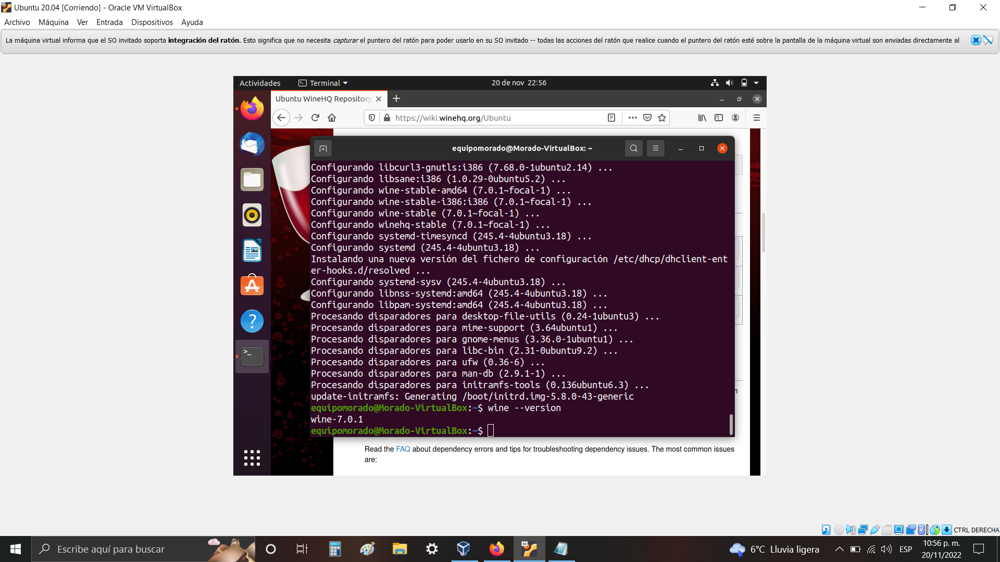 Ubuntu 20.04 [Corriendo] - Oracle VM VirtualBox
Archivo Máquina Ver Entrada Dispositivos Ayuda
La máquina virtual informa que el SO invitado soporta integración del ratón. Esto significa que no necesita capturar el puntero del ratón para poder usarlo en su SO invitado -- todas las acciones del ratón que realice cuando el puntero del ratón esté sobre la pantalla de la máquina virtual son enviadas directamente al
Actividades Terminal 20 de nov 22:56
Ubuntu WineHQ Repository
https://wiki.winehq.org/Ubuntu
equipomorado@Morado-VirtualBox: ~
Configurando libcurl3-gnutls:i386 (7.68.0-1ubuntu2.14) ...
Configurando libsane:i386 (1.0.29-0ubuntu5.2) ...
Configurando wine-stable-amd64 (7.0.1~focal-1) ...
Configurando wine-stable-i386:i386 (7.0.1~focal-1) ...
Configurando wine-stable (7.0.1~focal-1) ...
Configurando winehq-stable (7.0.1~focal-1) ...
Configurando systemd-timesyncd (245.4-4ubuntu3.18) ...
Configurando systemd (245.4-4ubuntu3.18) ...
Instalando una nueva versión del fichero de configuración /etc/dhcp/dhclient-ent
er-hooks.d/resolved ...
Configurando systemd-sysv (245.4-4ubuntu3.18) ...
Configurando libnss-systemd:amd64 (245.4-4ubuntu3.18) ...
Configurando libpam-systemd:amd64 (245.4-4ubuntu3.18) ...
Procesando disparadores para desktop-file-utils (0.24-1ubuntu3) ...
Procesando disparadores para mime-support (3.64ubuntu1) ...
Procesando disparadores para gnome-menus (3.36.0-1ubuntu1) ...
Procesando disparadores para libc-bin (2.31-0ubuntu9.2) ...
Procesando disparadores para ufw (0.36-6) ...
Procesando disparadores para man-db (2.9.1-1) ...
Procesando disparadores para initramfs-tools (0.136ubuntu6.3) ...
update-initramfs: Generating /boot/initrd.img-5.8.0-43-generic
equipomorado@Morado-VirtualBox:~$ wine --version
wine-7.0.1
equipomorado@Morado-VirtualBox:~$
Read the FAQ about dependency errors and tips for troubleshooting dependency issues. The most common issues
are:
CTRL DERECHA
Escribe aquí para buscar
64
6°C Lluvia ligera
ESP
10:56 p. m.
20/11/2022